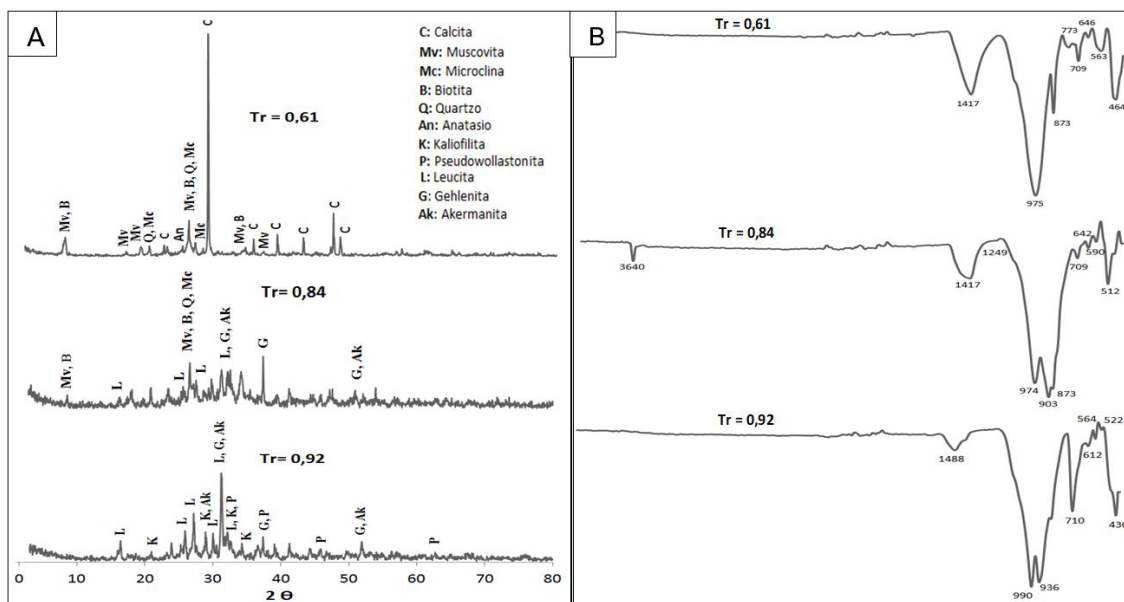 A
C
C: Calcita
Mv: Muscovita
Mc: Microclina
B: Biotita
Q: Quartzo
An: Anatasio
K: Kaliofilita
P: Pseudowollastonita
L: Leucita
G: Gehlenita
Ak: Akermanita
Tr = 0,61
Mv, B
Mv
Mv
Q, Mc
C
An
Mv, B, Q, Mc
Mc
Mv, B
C
Mv
C
C
C
C
Tr= 0,84
Mv, B
L
L
Mv, B, Q, Mc
L
L, G, Ak
G
G, Ak
Tr= 0,92
L
K
L
L
K, Ak
L
L, G, Ak
L, K, P
K
G, P
P
G, Ak
P
0 10 20 30 40 50 60 70 80
2 Θ
B
Tr = 0,61
1417
975
873
773
709
646
563
464
Tr = 0,84
3640
1417
1249
974
903
873
709
642
590
512
Tr = 0,92
1488
990
936
710
564
612
522
430